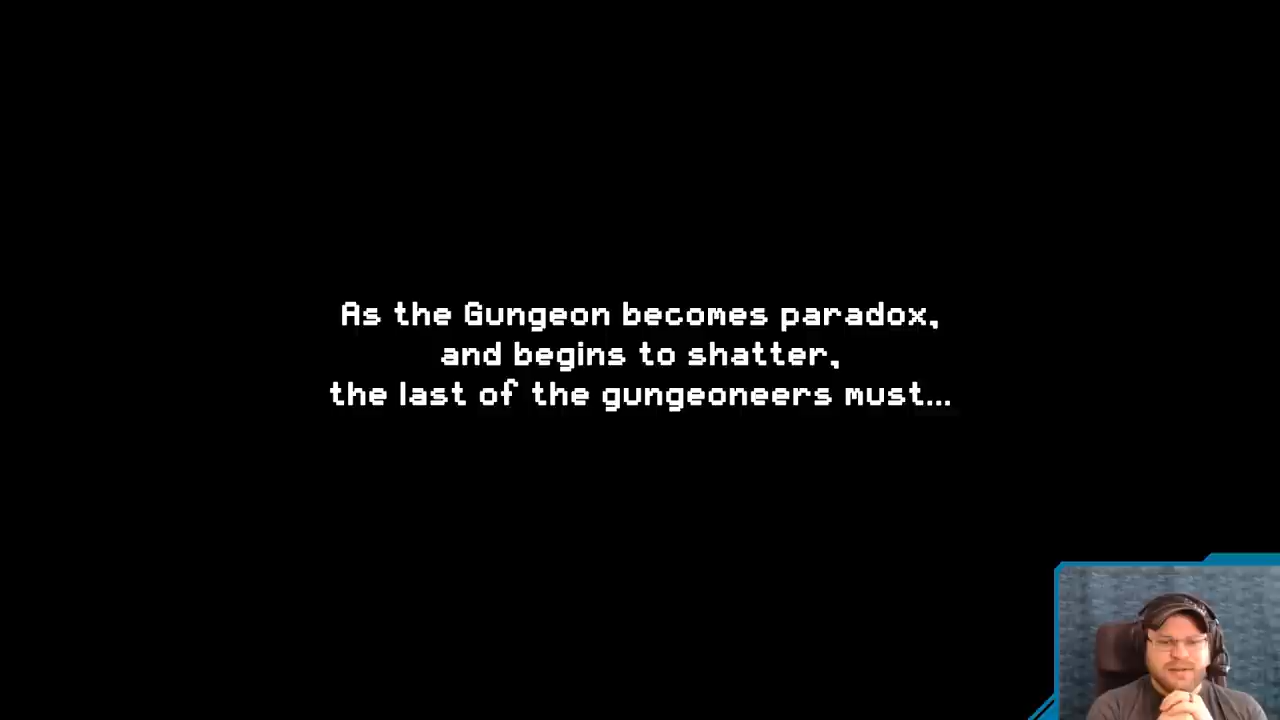 As the Gungeon becomes paradox,
and begins to shatter,
the last of the gungeoneers must...